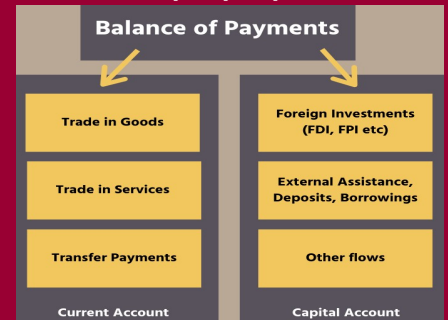 Balance of Payments
Trade in Goods
Trade in Services
Transfer Payments
Current Account
Foreign Investments
(FDI, FPI etc)
External Assistance,
Deposits, Borrowings
Other flows
Capital Account